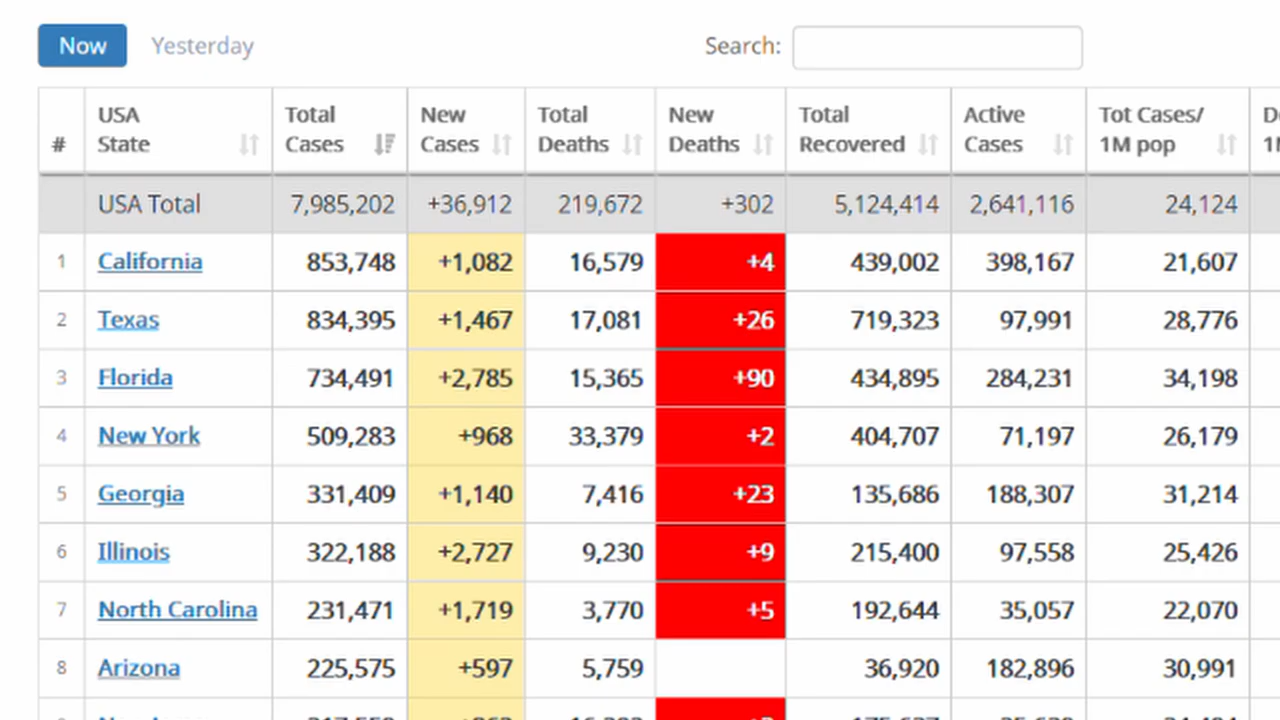 Now Yesterday Search:
# USA State Total Cases New Cases Total Deaths New Deaths Total Recovered Active Cases Tot Cases/ 1M pop
USA Total 7,985,202 +36,912 219,672 +302 5,124,414 2,641,116 24,124
1 California 853,748 +1,082 16,579 +4 439,002 398,167 21,607
2 Texas 834,395 +1,467 17,081 +26 719,323 97,991 28,776
3 Florida 734,491 +2,785 15,365 +90 434,895 284,231 34,198
4 New York 509,283 +968 33,379 +2 404,707 71,197 26,179
5 Georgia 331,409 +1,140 7,416 +23 135,686 188,307 31,214
6 Illinois 322,188 +2,727 9,230 +9 215,400 97,558 25,426
7 North Carolina 231,471 +1,719 3,770 +5 192,644 35,057 22,070
8 Arizona 225,575 +597 5,759 36,920 182,896 30,991